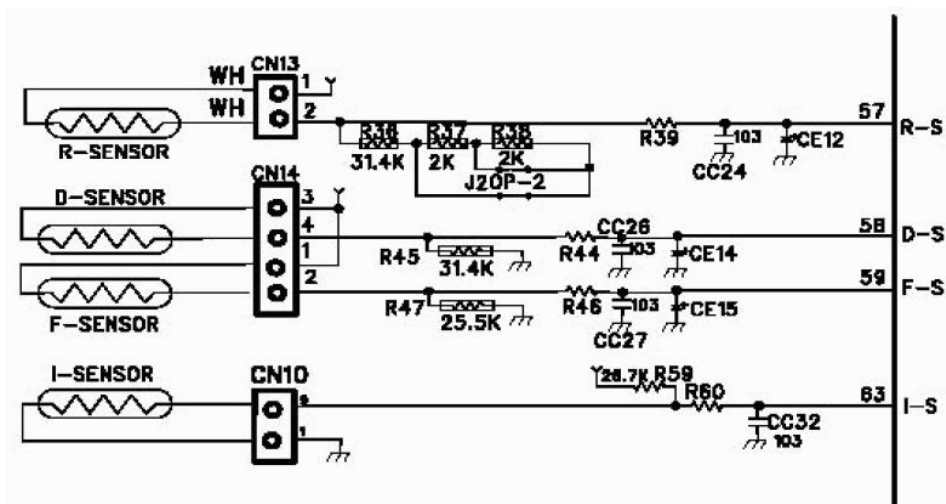 CN13
WH 1
WH 2
R-SENSOR
R36 R37 R38
31.4K 2K 2K
J2OP-2
R39
103
CC24
CE12
57
R-S
D-SENSOR
CN14
3
4
1
2
F-SENSOR
R45
31.4K
R44
CC26
103
CE14
58
D-S
R47
25.5K
R46
103
CC27
CE15
59
F-S
I-SENSOR
CN10
1
26.7K R59
R60
CC32
103
63
I-S